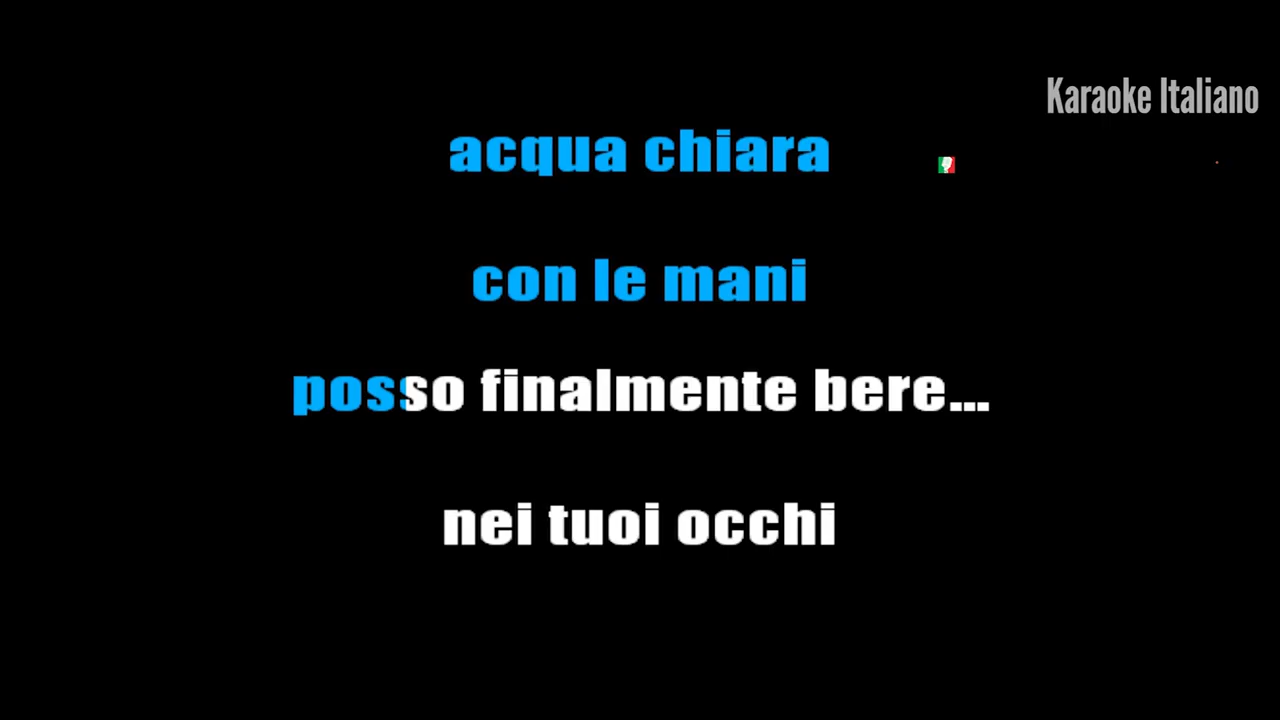 Karaoke Italiano
acqua chiara
con le mani
posso finalmente bere...
nei tuoi occhi